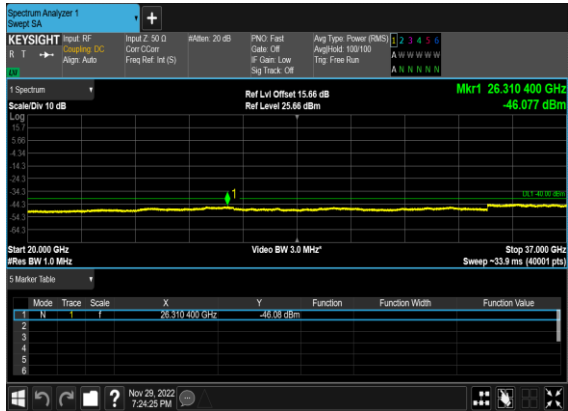 Spectrum Analyzer 1
Swept SA
+
KEYSIGHT Input: RF Input Z: 50 Ω #Atten: 20 dB PNO: Fast Avg Type: Power (RMS) 1 2 3 4 5 6
R T Coupling: DC Corr CCorr Gate: Off Avg|Hold: 100/100 A W W W W W
Align: Auto Freq Ref: Int (S) IF Gain: Low Trig: Free Run
Sig Track: Off A N N N N N
1 Spectrum Ref Lvl Offset 15.66 dB Mkr1 26.310 400 GHz
Scale/Div 10 dB Ref Level 25.66 dBm -46.077 dBm
Log
15.7
5.66
-4.34
-14.3
-24.3
-34.3 1 DL1 -40.00 dBm
-44.3
-54.3
-64.3
Start 20.000 GHz Video BW 3.0 MHz* Stop 37.000 GHz
#Res BW 1.0 MHz Sweep ~33.9 ms (40001 pts)
5 Marker Table
Mode Trace Scale X Y Function Function Width Function Value
1 N 1 f 26.310 400 GHz -46.08 dBm
2
3
4
5
6
? Nov 29, 2022
7:24:25 PM